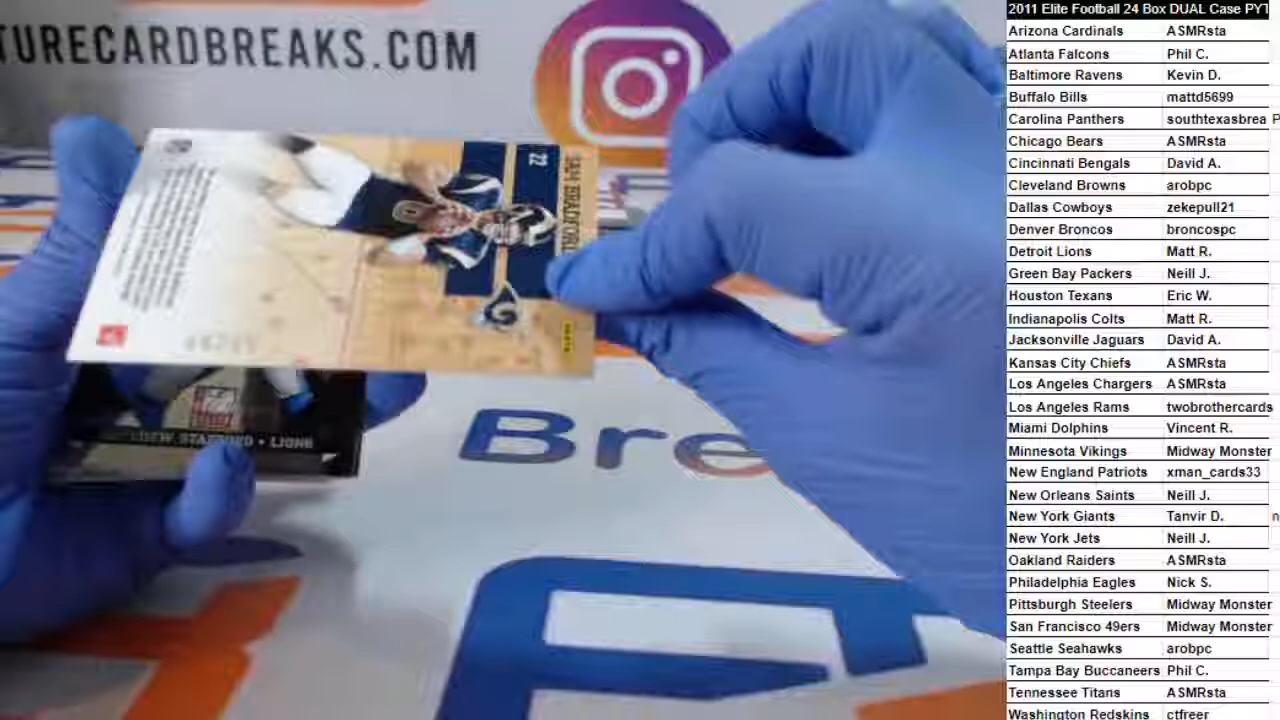 TURECARDBREAKS.COM
22
SAM BRADFORD
STAFFORD • LIONS
Bre
2011 Elite Football 24 Box DUAL Case PYT
Arizona Cardinals ASMRsta
Atlanta Falcons Phil C.
Baltimore Ravens Kevin D.
Buffalo Bills mattd5699
Carolina Panthers southtexasbrea P
Chicago Bears ASMRsta
Cincinnati Bengals David A.
Cleveland Browns arobpc
Dallas Cowboys zekepull21
Denver Broncos broncospc
Detroit Lions Matt R.
Green Bay Packers Neill J.
Houston Texans Eric W.
Indianapolis Colts Matt R.
Jacksonville Jaguars David A.
Kansas City Chiefs ASMRsta
Los Angeles Chargers ASMRsta
Los Angeles Rams twobrothercards
Miami Dolphins Vincent R.
Minnesota Vikings Midway Monster
New England Patriots xman_cards33
New Orleans Saints Neill J.
New York Giants Tanvir D. n
New York Jets Neill J.
Oakland Raiders ASMRsta
Philadelphia Eagles Nick S.
Pittsburgh Steelers Midway Monster
San Francisco 49ers Midway Monster
Seattle Seahawks arobpc
Tampa Bay Buccaneers Phil C.
Tennessee Titans ASMRsta
Washington Redskins ctfreer